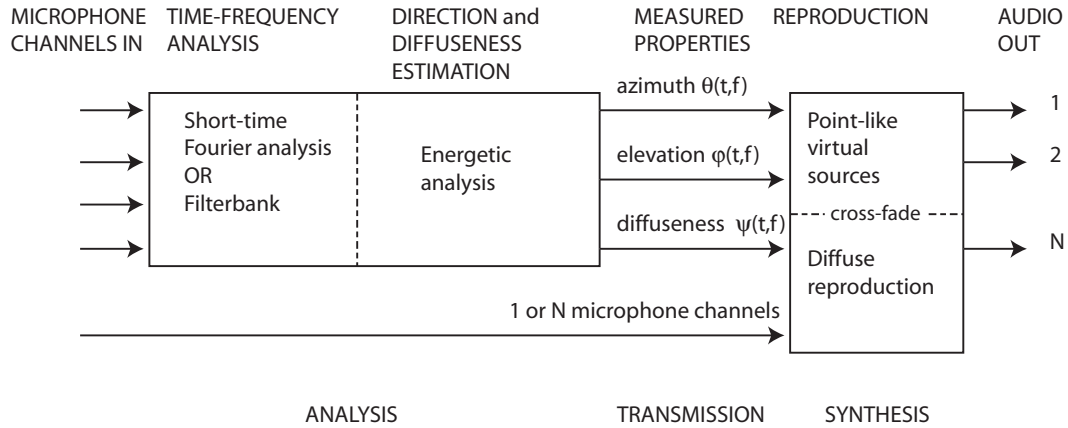 MICROPHONE
CHANNELS IN
TIME-FREQUENCY
ANALYSIS
DIRECTION and
DIFFUSENESS
ESTIMATION
MEASURED
PROPERTIES
REPRODUCTION
AUDIO
OUT
Short-time
Fourier analysis
OR
Filterbank
Energetic
analysis
azimuth θ(t,f)
elevation φ(t,f)
diffuseness ψ(t,f)
1 or N microphone channels
Point-like
virtual
sources
cross-fade
Diffuse
reproduction
1
2
N
ANALYSIS
TRANSMISSION
SYNTHESIS